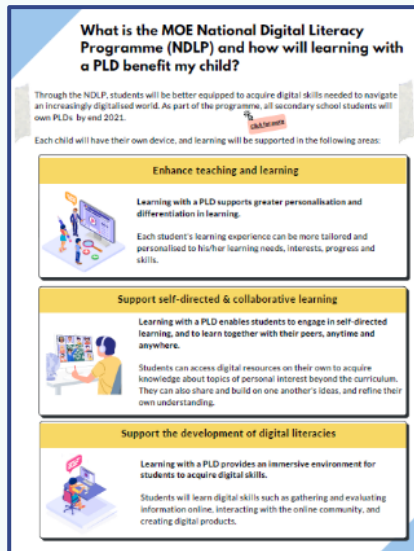 What is the MOE National Digital Literacy
Programme (NDLP) and how will learning with
a PLD benefit my child?
Through the NDLP, students will be better equipped to acquire digital skills needed to navigate
an increasingly digitalised world. As part of the programme, all secondary school students will
own PLDs by end 2021.
Click for more
Each child will have their own device, and learning will be supported in the following areas:
Enhance teaching and learning
Learning with a PLD supports greater personalisation and
differentiation in learning.
Each student's learning experience can be more tailored and
personalised to his/her learning needs, interests, progress and
skills.
Support self-directed & collaborative learning
Learning with a PLD enables students to engage in self-directed
learning, and to learn together with their peers, anytime and
anywhere.
Students can access digital resources on their own to acquire
knowledge about topics of personal interest beyond the curriculum.
They can also share and build on one another's ideas, and refine their
own understanding.
Support the development of digital literacies
Learning with a PLD provides an immersive environment for
students to acquire digital skills.
Students will learn digital skills such as gathering and evaluating
information online, interacting with the online community, and
creating digital products.